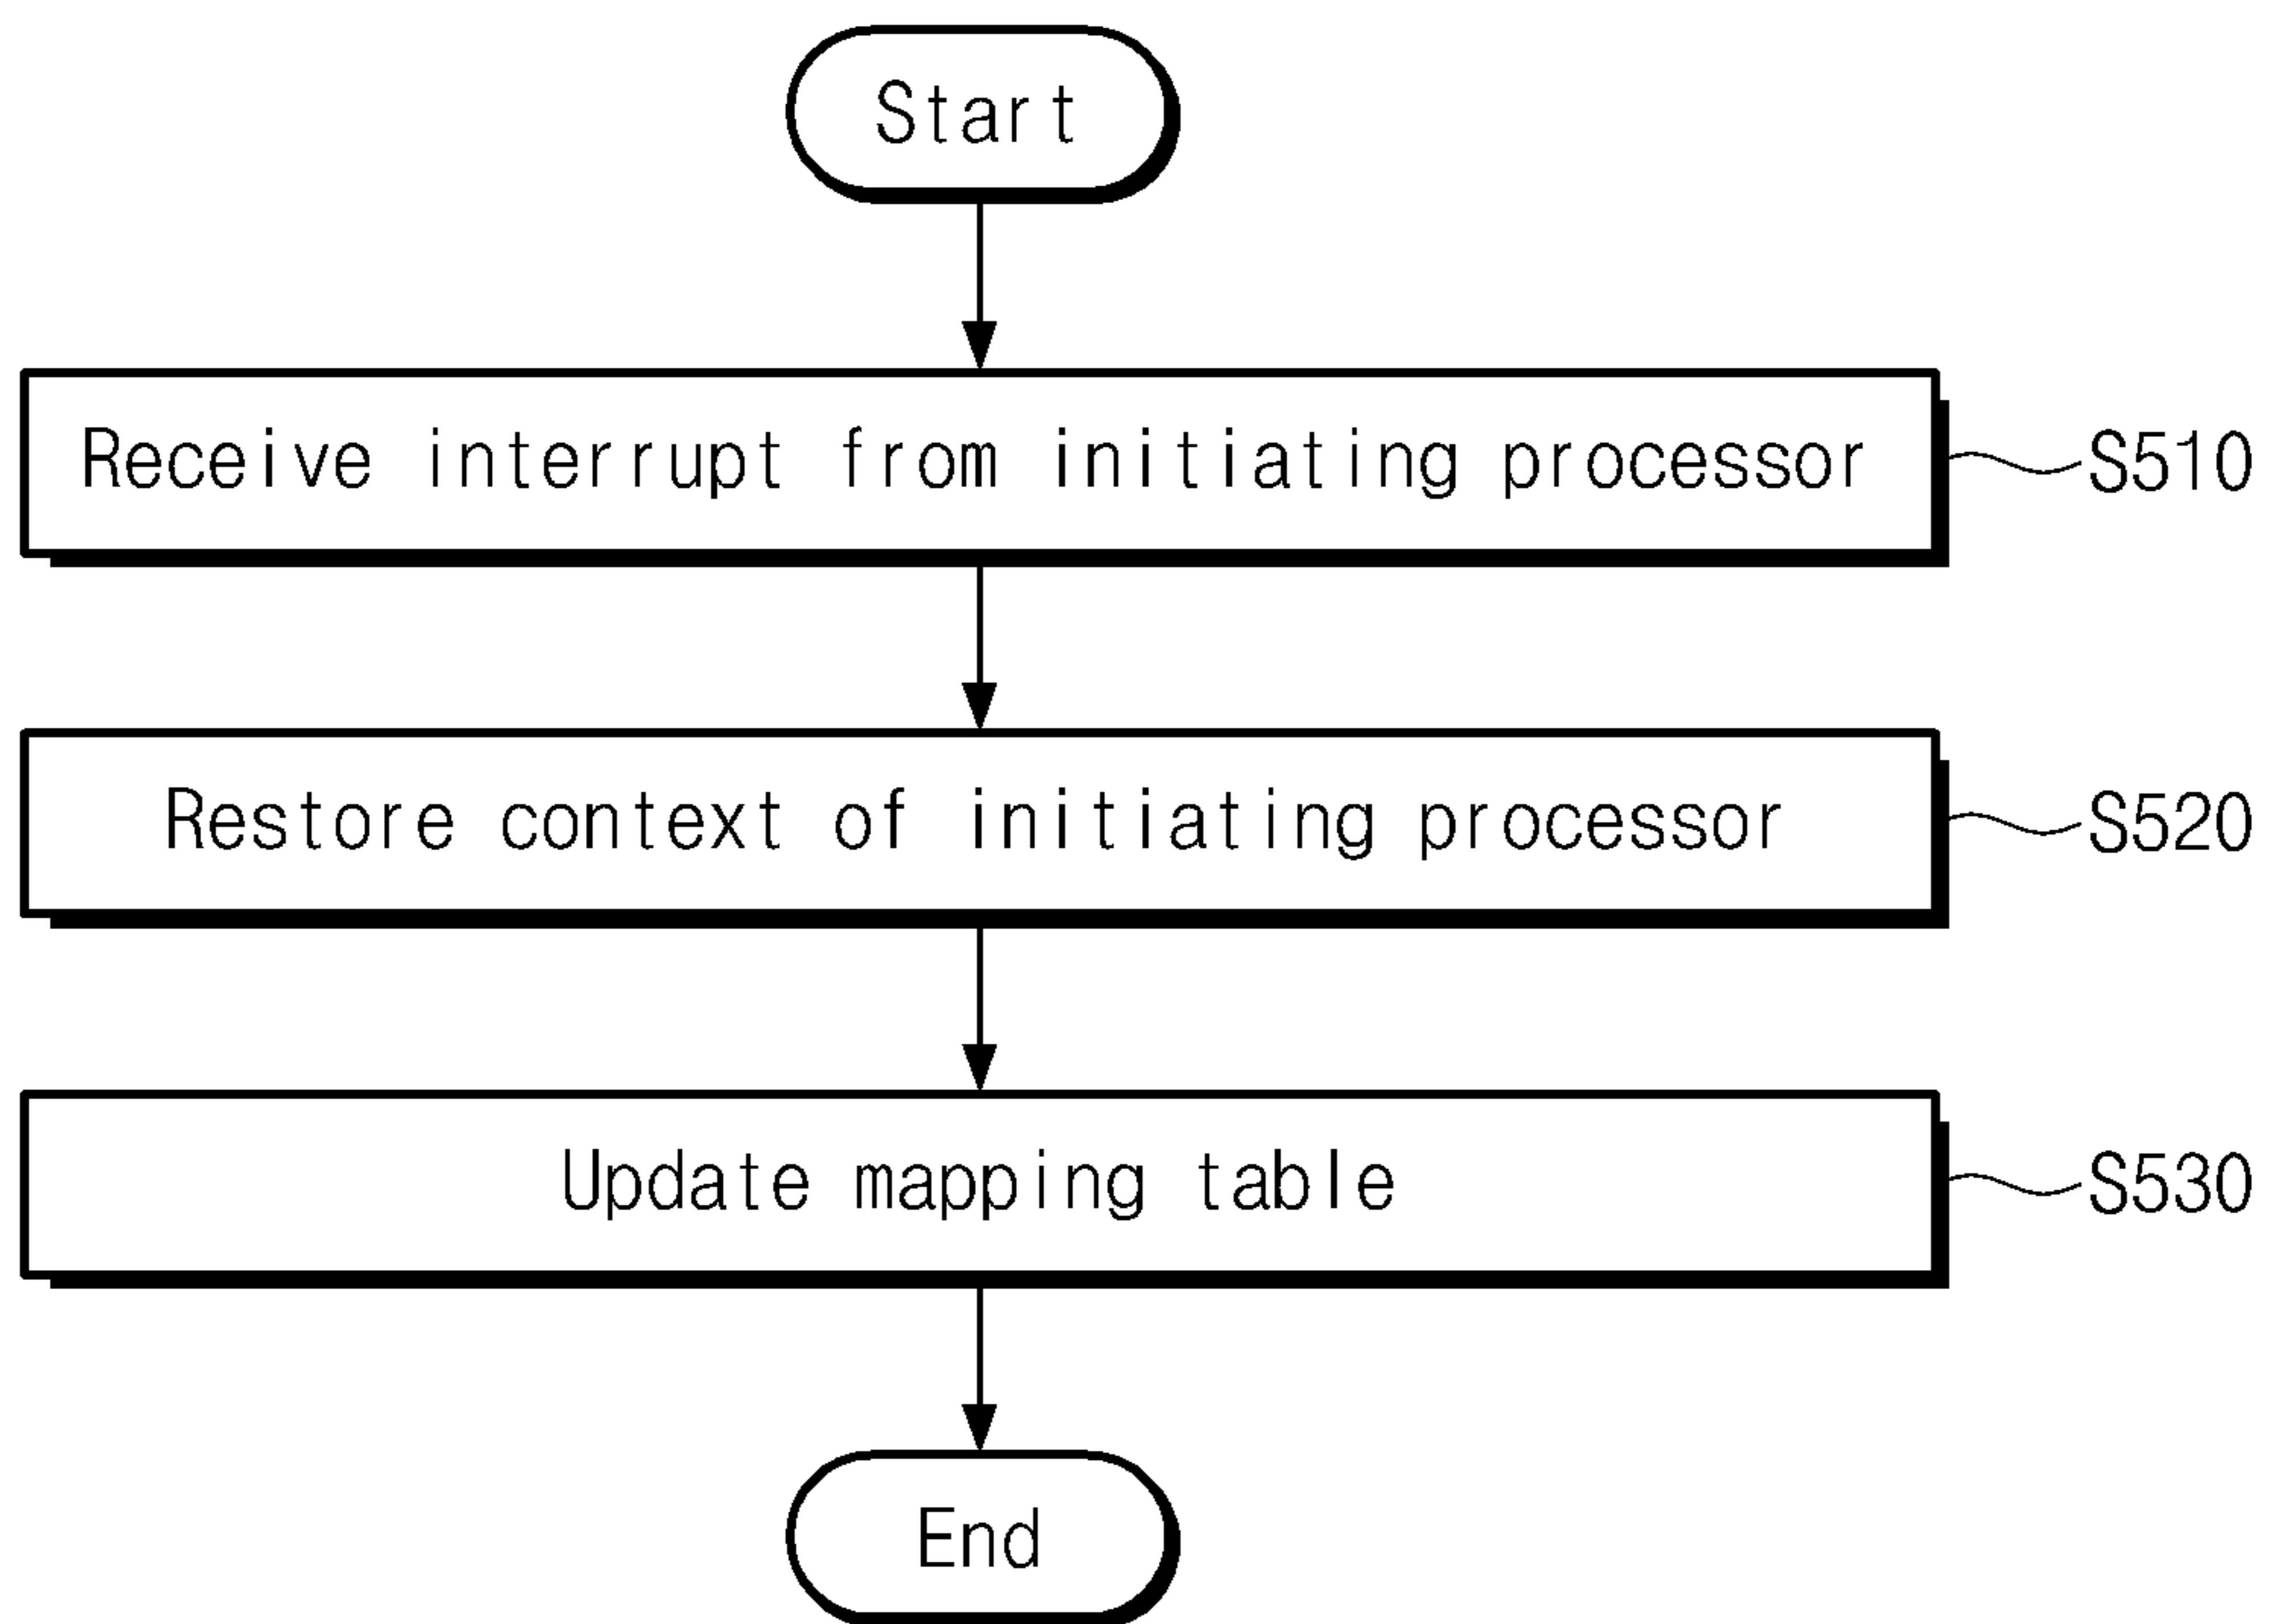 Start
Receive interrupt from initiating processor
S510
Restore context of initiating processor
S520
Update mapping table
S530
End